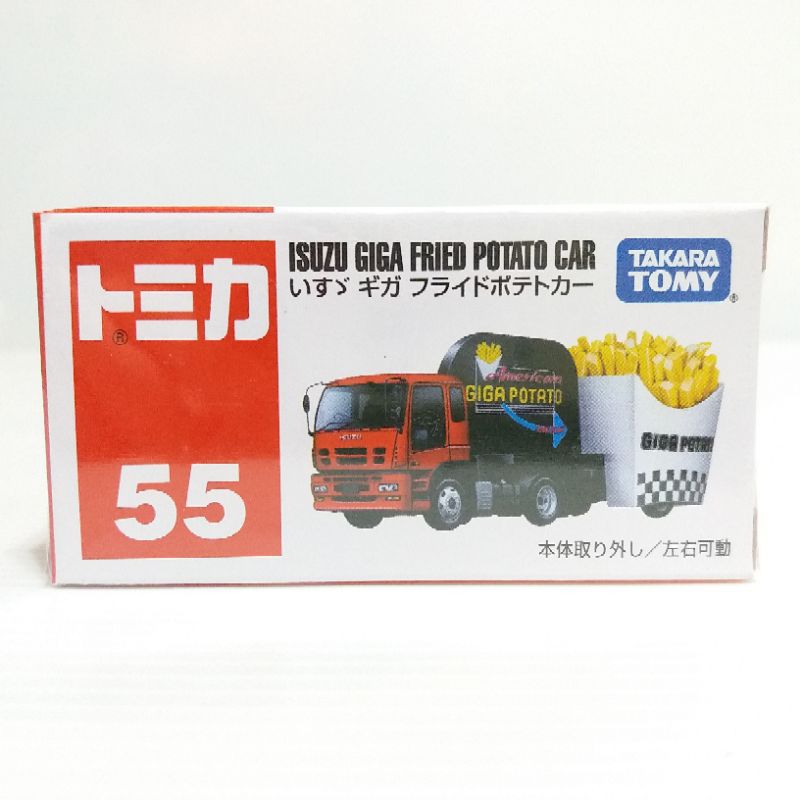 トミカ
®
55
ISUZU GIGA FRIED POTATO CAR
いすゞ ギガ フライドポテトカー
TAKARA
TOMY
®
American
GIGA POTATO
ISUZU
GIGA POTATO
本体取り外し/左右可動